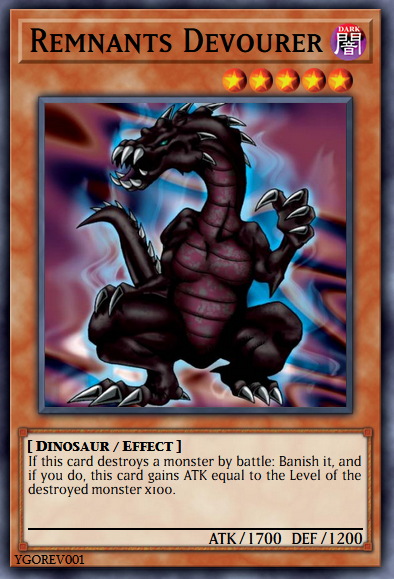 Remnants Devourer
DARK
闇
[ Dinosaur / Effect ]
If this card destroys a monster by battle: Banish it, and
if you do, this card gains ATK equal to the Level of the
destroyed monster x100.
ATK / 1700 DEF / 1200
YGOREV001